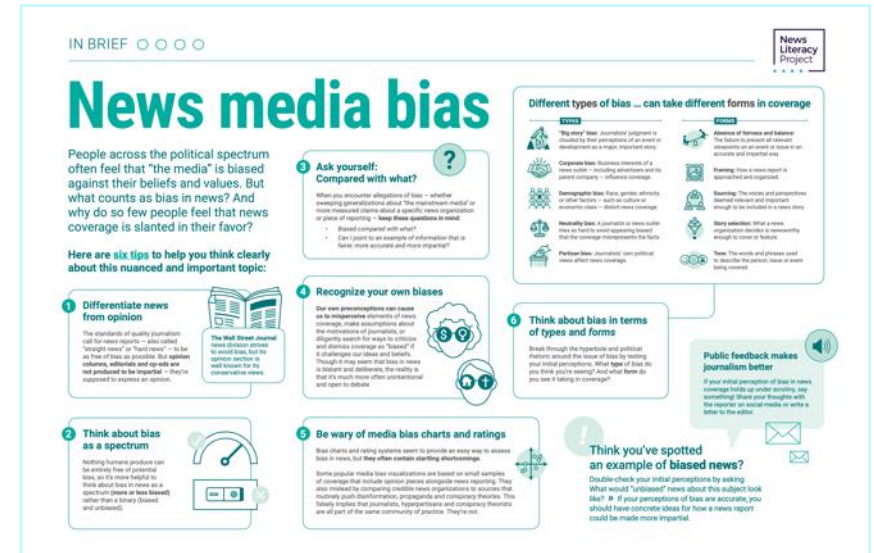 IN BRIEF
News
Literacy
Project
News media bias
People across the political spectrum
often feel that "the media" is biased
against their beliefs and values. But
what counts as bias in news? And
why do so few people feel that news
coverage is slanted in their favor?
Here are six tips to help you think clearly
about this nuanced and important topic:
1 Differentiate news
from opinion
The standards of quality journalism
call for news reports — also called
"straight news" or "hard news" — to be
as free of bias as possible. But opinion
columns, editorials and op-eds are
not produced to be impartial — they're
supposed to express an opinion.
The Wall Street Journal
news division strives
to avoid bias, but its
opinion section is
well known for its
conservative views.
2 Think about bias
as a spectrum
Nothing humans produce can
be entirely free of potential
bias, so it's more helpful to
think about bias in news as a
spectrum (more or less biased)
rather than a binary (biased
and unbiased).
3 Ask yourself:
Compared with what?
?
When you encounter allegations of bias — whether
sweeping generalizations about "the mainstream media" or
more measured claims about a specific news organization
or piece of reporting — keep these questions in mind:
• Biased compared to what?
• Can I point to an example of information that is
fairer, more accurate and more impartial?
4 Recognize your own biases
Our own preconceptions can cause
us to misperceive elements of news
coverage, make assumptions about
the motivations of journalists, or
diligently search for ways to criticize
and dismiss coverage as "biased" if
it challenges our ideas and beliefs.
Though it may seem that bias in news
is blatant and deliberate, the reality is
that it's much more often unintentional
and open to debate.
5 Be wary of media bias charts and ratings
Bias charts and rating systems seem to provide an easy way to assess
bias in news, but they often contain startling shortcomings.
Some popular media bias visualizations are based on small samples
of coverage that include opinion pieces alongside news reporting. They
also mislead by comparing credible news organizations to sources that
routinely push disinformation, propaganda and conspiracy theories. This
falsely implies that journalists, hyperpartisans and conspiracy theorists
are all part of the same community of practice. They're not.
Different types of bias ... can take different forms in coverage
TYPES
"Big story" bias: Journalists' judgment is
clouded by their perceptions of an event or
development as a major, important story.
Corporate bias: Business interests of a
news outlet — including advertisers and its
parent company — influence coverage.
Demographic bias: Race, gender, ethnicity
or other factors — such as culture or
economic class — distort news coverage.
Neutrality bias: A journalist or news outlet
tries so hard to avoid appearing biased
that the coverage misrepresents the facts.
Partisan bias: Journalists' own political
views affect news coverage.
FORMS
Absence of fairness and balance:
The failure to present all relevant
viewpoints on an event or issue in an
accurate and impartial way.
Framing: How a news report is
approached and organized.
Sourcing: The voices and perspectives
deemed relevant and important
enough to be included in a news story.
Story selection: What a news
organization decides is newsworthy
enough to cover or feature.
Tone: The words and phrases used
to describe the person, issue or event
being covered.
6 Think about bias in terms
of types and forms
Break through the hyperbole and political
rhetoric around the issue of bias by testing
your initial perceptions. What type of bias do
you think you're seeing? And what form do
you see it taking in coverage?
Public feedback makes
journalism better
If your initial perception of bias in news
coverage holds up under scrutiny, say
something! Share your thoughts with
the reporter on social media or write a
letter to the editor.
!
Think you've spotted
an example of biased news?
Double-check your initial perceptions by asking
What would "unbiased" news about this subject look
like? » If your perceptions of bias are accurate, you
should have concrete ideas for how a news report
could be made more impartial.